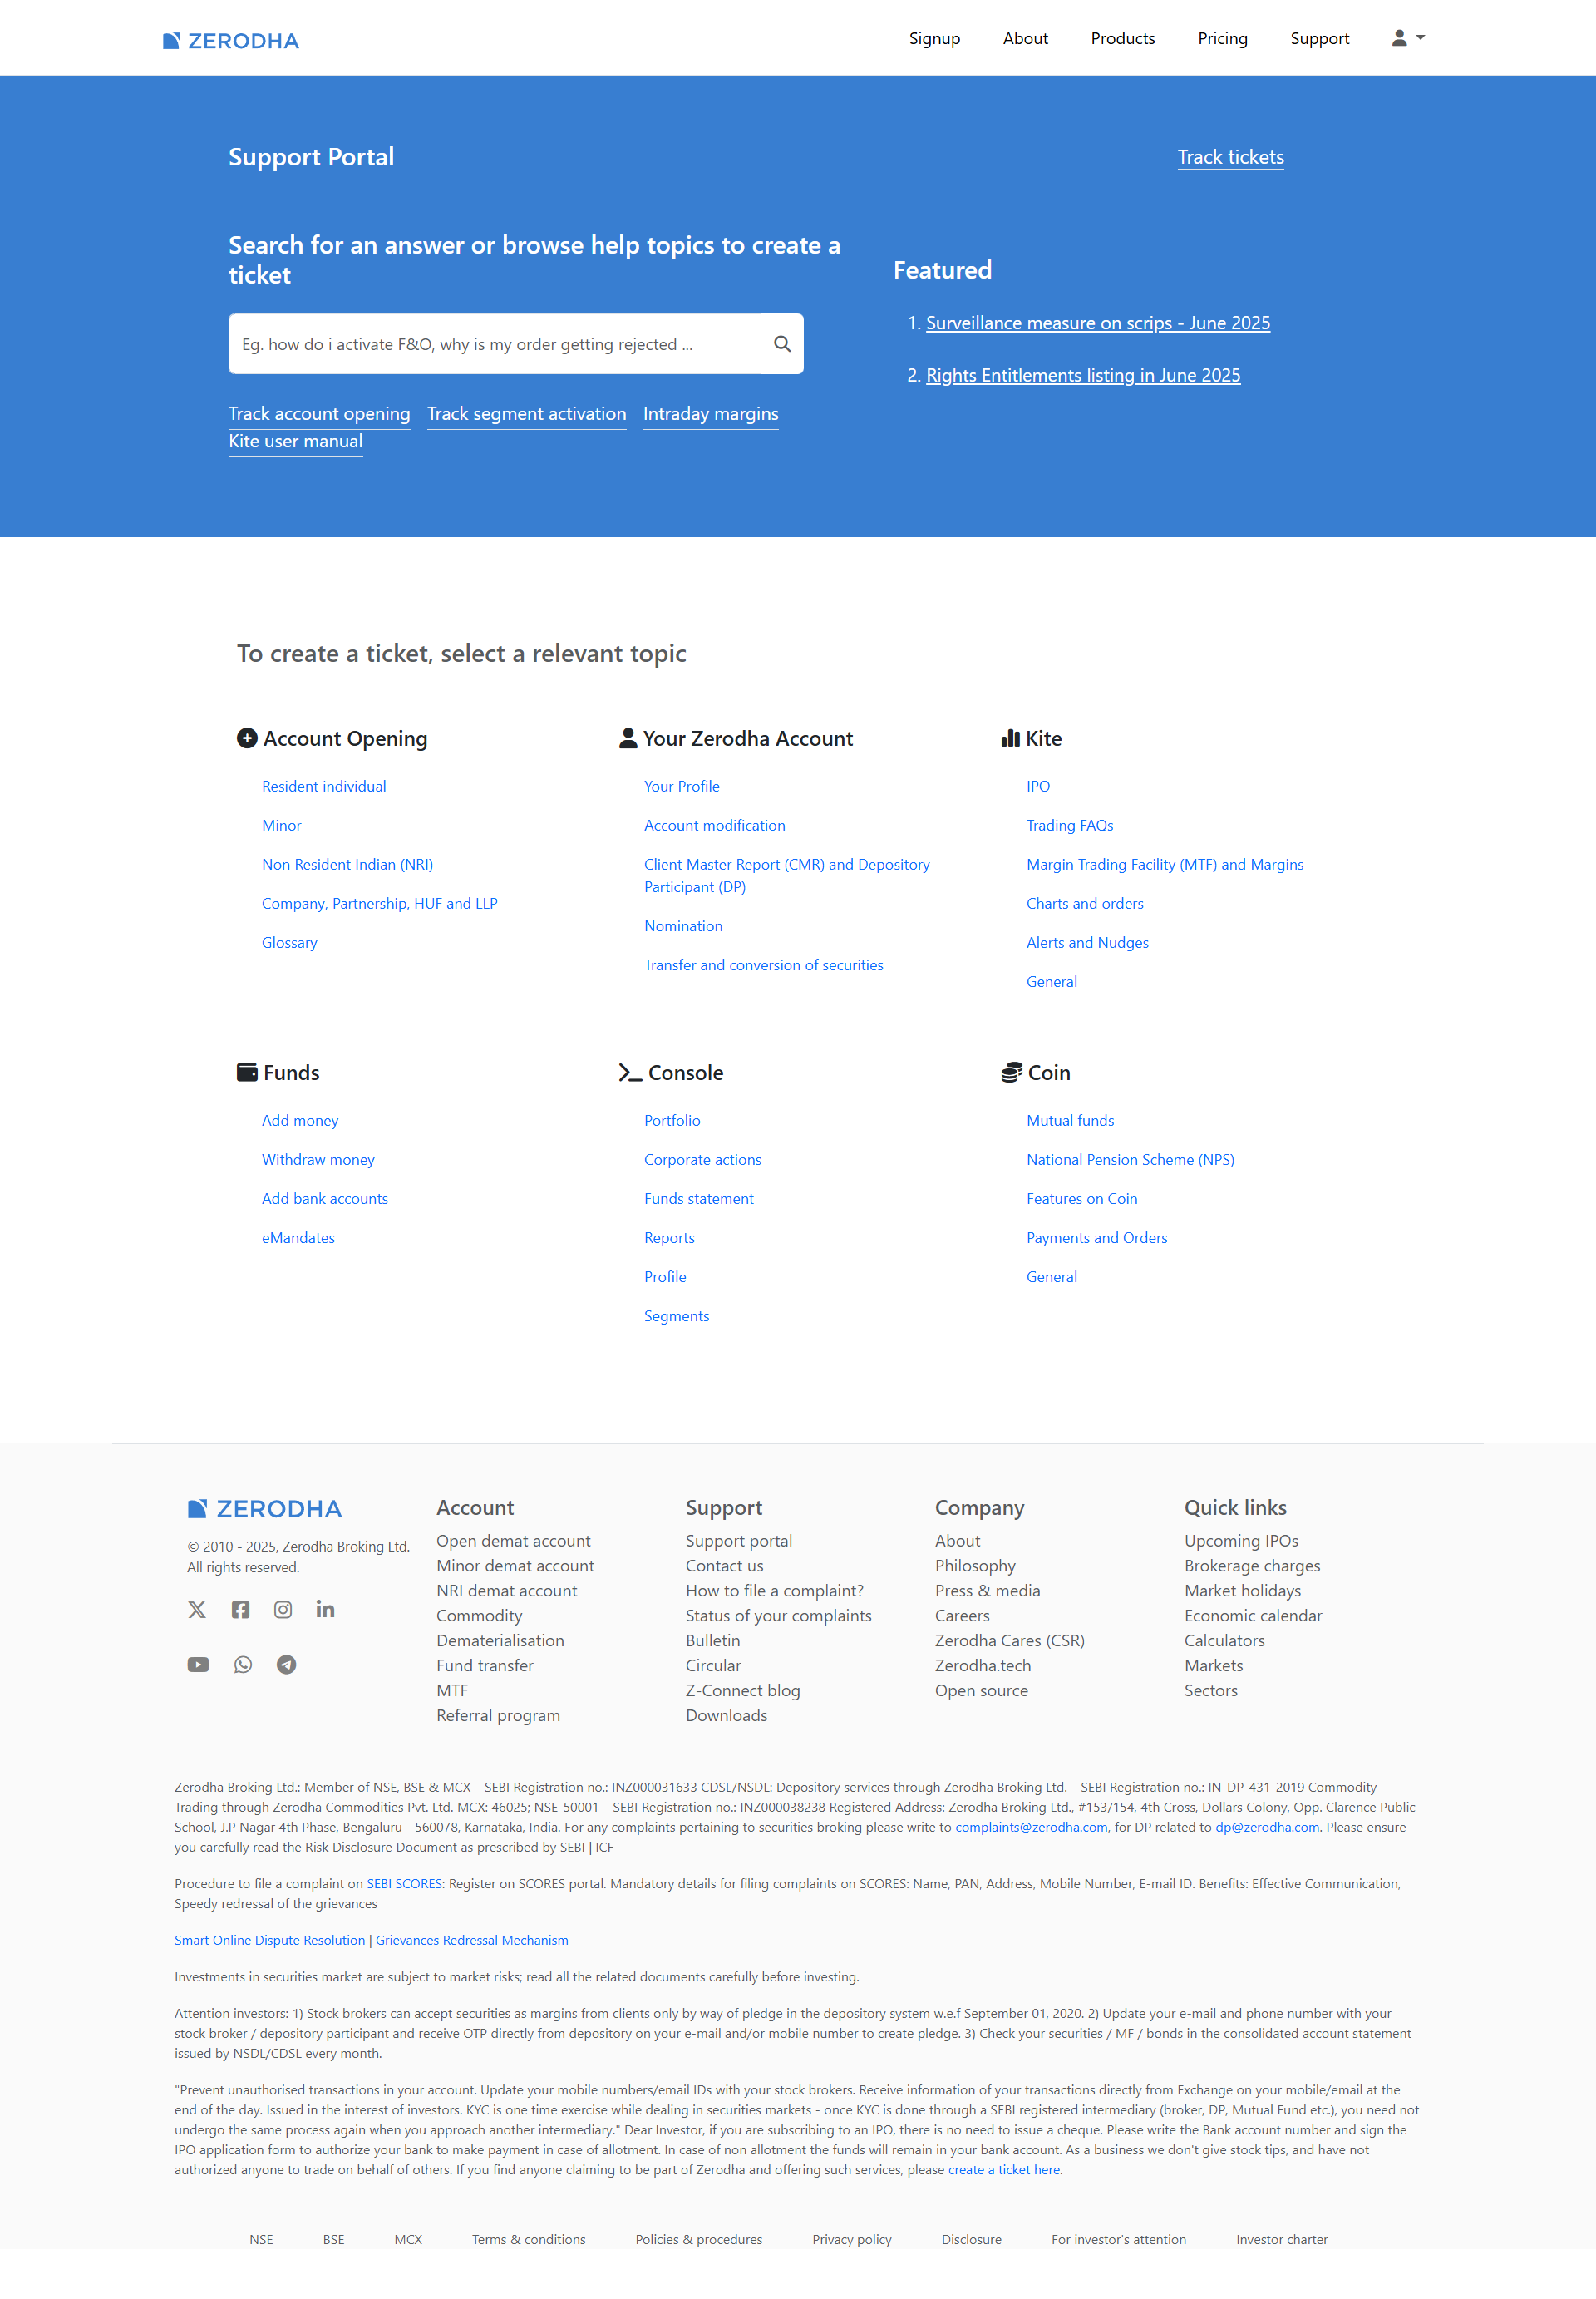 ZERODHA
Signup
About
Products
Pricing
Support
Support Portal
Track tickets
Search for an answer or browse help topics to create a
ticket
Eg. how do i activate F&O, why is my order getting rejected ...
Track account opening
Track segment activation
Intraday margins
Kite user manual
Featured
1. Surveillance measure on scrips - June 2025
2. Rights Entitlements listing in June 2025
To create a ticket, select a relevant topic
Account Opening
Resident individual
Minor
Non Resident Indian (NRI)
Company, Partnership, HUF and LLP
Glossary
Your Zerodha Account
Your Profile
Account modification
Client Master Report (CMR) and Depository
Participant (DP)
Nomination
Transfer and conversion of securities
Kite
IPO
Trading FAQs
Margin Trading Facility (MTF) and Margins
Charts and orders
Alerts and Nudges
General
Funds
Add money
Withdraw money
Add bank accounts
eMandates
Console
Portfolio
Corporate actions
Funds statement
Reports
Profile
Segments
Coin
Mutual funds
National Pension Scheme (NPS)
Features on Coin
Payments and Orders
General
ZERODHA
© 2010 - 2025, Zerodha Broking Ltd.
All rights reserved.
Account
Open demat account
Minor demat account
NRI demat account
Commodity
Dematerialisation
Fund transfer
MTF
Referral program
Support
Support portal
Contact us
How to file a complaint?
Status of your complaints
Bulletin
Circular
Z-Connect blog
Downloads
Company
About
Philosophy
Press & media
Careers
Zerodha Cares (CSR)
Zerodha.tech
Open source
Quick links
Upcoming IPOs
Brokerage charges
Market holidays
Economic calendar
Calculators
Markets
Sectors
Zerodha Broking Ltd.: Member of NSE, BSE & MCX – SEBI Registration no.: INZ000031633 CDSL/NSDL: Depository services through Zerodha Broking Ltd. – SEBI Registration no.: IN-DP-431-2019 Commodity
Trading through Zerodha Commodities Pvt. Ltd. MCX: 46025; NSE-50001 – SEBI Registration no.: INZ000038238 Registered Address: Zerodha Broking Ltd., #153/154, 4th Cross, Dollars Colony, Opp. Clarence Public
School, J.P Nagar 4th Phase, Bengaluru - 560078, Karnataka, India. For any complaints pertaining to securities broking please write to complaints@zerodha.com, for DP related to dp@zerodha.com. Please ensure
you carefully read the Risk Disclosure Document as prescribed by SEBI | ICF
Procedure to file a complaint on SEBI SCORES: Register on SCORES portal. Mandatory details for filing complaints on SCORES: Name, PAN, Address, Mobile Number, E-mail ID. Benefits: Effective Communication,
Speedy redressal of the grievances
Smart Online Dispute Resolution | Grievances Redressal Mechanism
Investments in securities market are subject to market risks; read all the related documents carefully before investing.
Attention investors: 1) Stock brokers can accept securities as margins from clients only by way of pledge in the depository system w.e.f September 01, 2020. 2) Update your e-mail and phone number with your
stock broker / depository participant and receive OTP directly from depository on your e-mail and/or mobile number to create pledge. 3) Check your securities / MF / bonds in the consolidated account statement
issued by NSDL/CDSL every month.
"Prevent unauthorised transactions in your account. Update your mobile numbers/email IDs with your stock brokers. Receive information of your transactions directly from Exchange on your mobile/email at the
end of the day. Issued in the interest of investors. KYC is one time exercise while dealing in securities markets - once KYC is done through a SEBI registered intermediary (broker, DP, Mutual Fund etc.), you need not
undergo the same process again when you approach another intermediary." Dear Investor, if you are subscribing to an IPO, there is no need to issue a cheque. Please write the Bank account number and sign the
IPO application form to authorize your bank to make payment in case of allotment. In case of non allotment the funds will remain in your bank account. As a business we don't give stock tips, and have not
authorized anyone to trade on behalf of others. If you find anyone claiming to be part of Zerodha and offering such services, please create a ticket here.
NSE
BSE
MCX
Terms & conditions
Policies & procedures
Privacy policy
Disclosure
For investor's attention
Investor charter